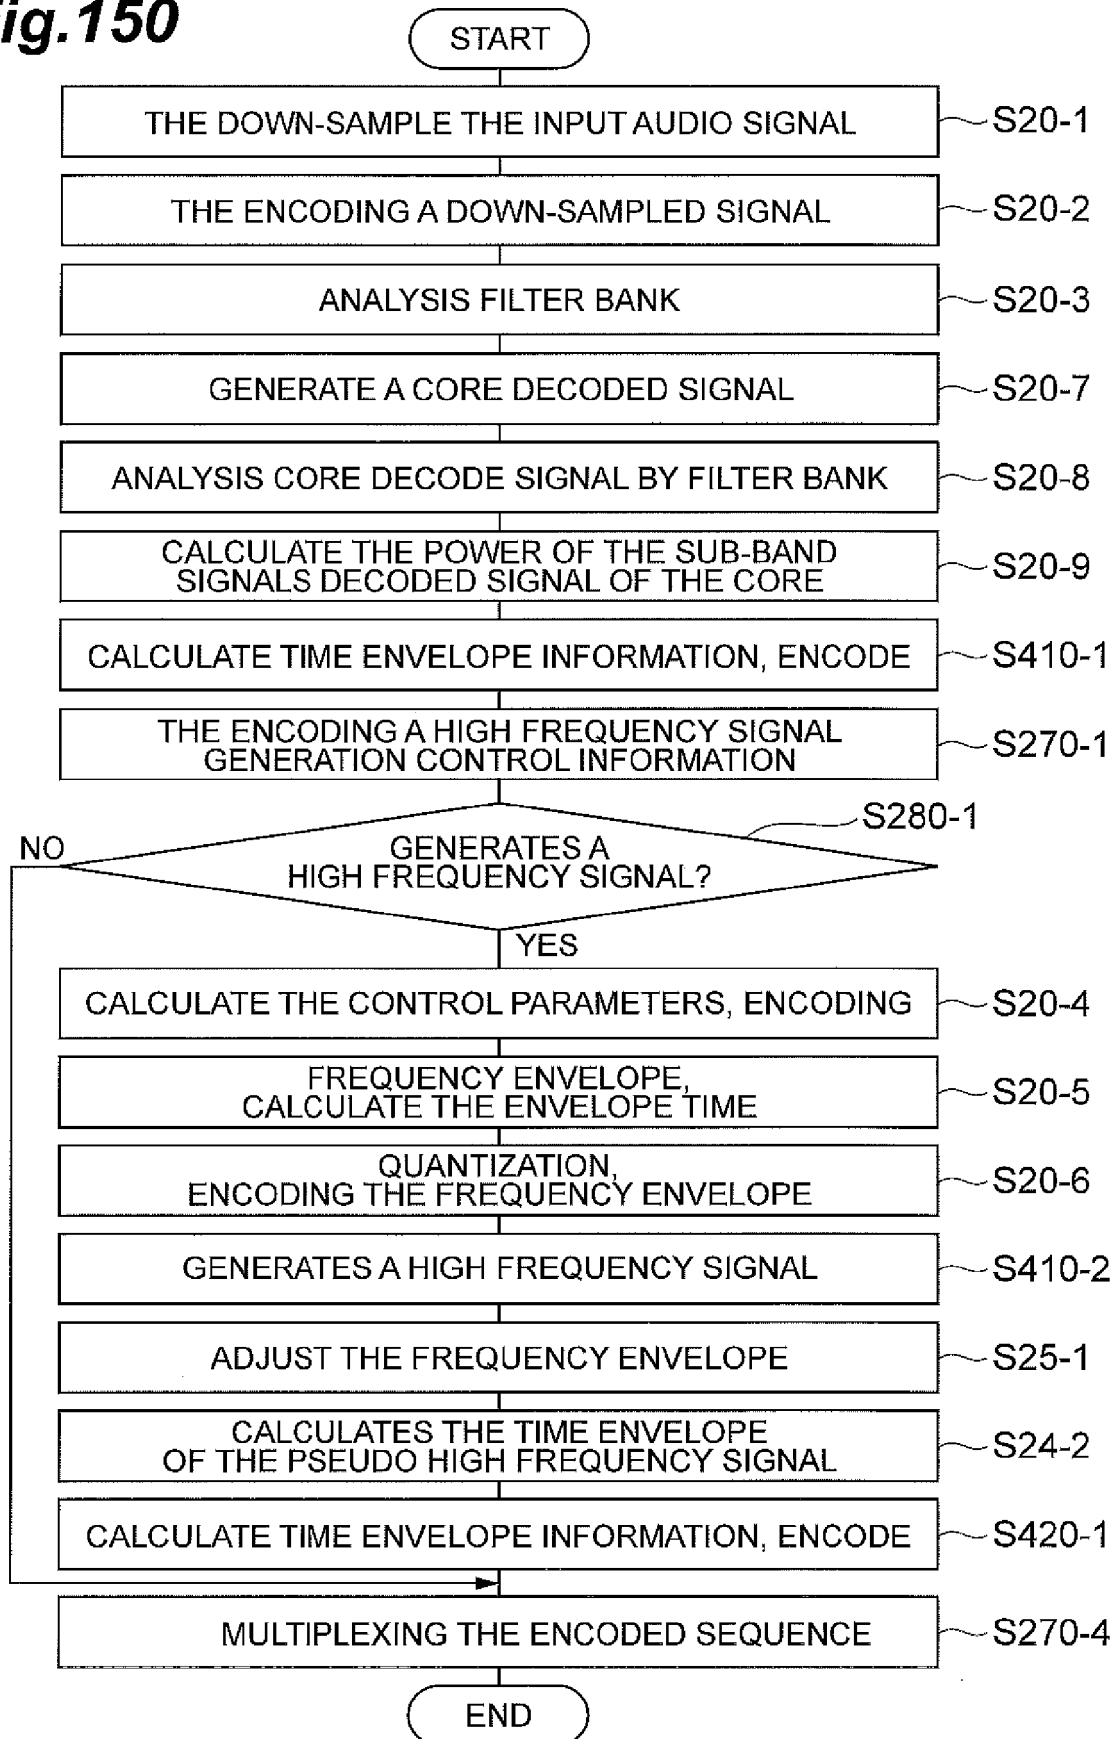 ig.150
START
THE DOWN-SAMPLE THE INPUT AUDIO SIGNAL
S20-1
THE ENCODING A DOWN-SAMPLED SIGNAL
S20-2
ANALYSIS FILTER BANK
S20-3
GENERATE A CORE DECODED SIGNAL
S20-7
ANALYSIS CORE DECODE SIGNAL BY FILTER BANK
S20-8
CALCULATE THE POWER OF THE SUB-BAND
SIGNALS DECODED SIGNAL OF THE CORE
S20-9
CALCULATE TIME ENVELOPE INFORMATION, ENCODE
S410-1
THE ENCODING A HIGH FREQUENCY SIGNAL
GENERATION CONTROL INFORMATION
S270-1
S280-1
NO
GENERATES A
HIGH FREQUENCY SIGNAL?
YES
CALCULATE THE CONTROL PARAMETERS, ENCODING
S20-4
FREQUENCY ENVELOPE,
CALCULATE THE ENVELOPE TIME
S20-5
QUANTIZATION,
ENCODING THE FREQUENCY ENVELOPE
S20-6
GENERATES A HIGH FREQUENCY SIGNAL
S410-2
ADJUST THE FREQUENCY ENVELOPE
S25-1
CALCULATES THE TIME ENVELOPE
OF THE PSEUDO HIGH FREQUENCY SIGNAL
S24-2
CALCULATE TIME ENVELOPE INFORMATION, ENCODE
S420-1
MULTIPLEXING THE ENCODED SEQUENCE
S270-4
END